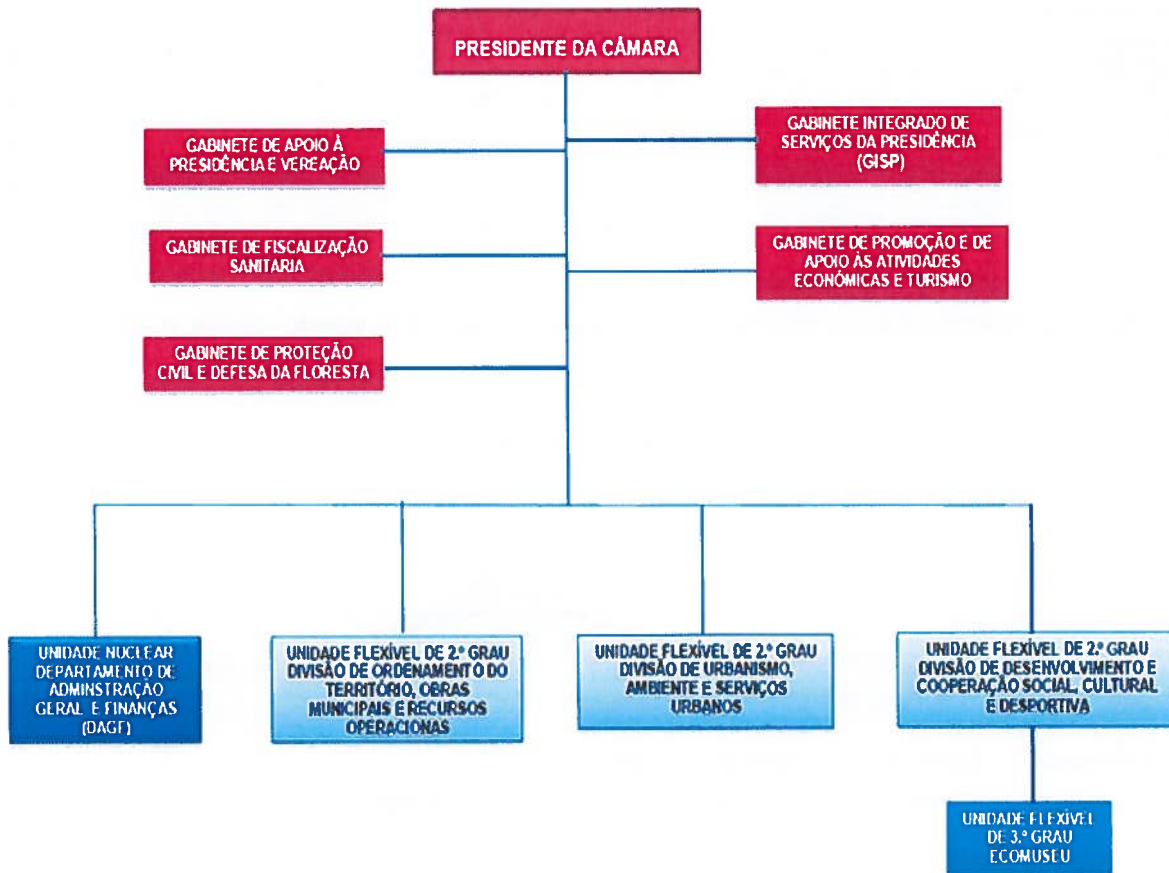 PRESIDENTE DA CÂMARA
GABINETE DE APOIO À
PRESIDÊNCIA E VEREAÇÃO
GABINETE INTEGRADO DE
SERVIÇOS DA PRESIDÊNCIA
(GISP)
GABINETE DE FISCALIZAÇÃO
SANITARIA
GABINETE DE PROMOÇÃO E DE
APOIO ÀS ATIVIDADES
ECONÓMICAS E TURISMO
GABINETE DE PROTEÇÃO
CIVIL E DEFESA DA FLORESTA
UNIDADE NUCLEAR
DEPARTAMENTO DE
ADMINSTRAÇÃO
GERAL E FINANÇAS
(DAGF)
UNIDADE FLEXÍVEL DE 2.º GRAU
DIVISÃO DE ORDENAMENTO DO
TERRITÓRIO, OBRAS
MUNICIPAIS E RECURSOS
OPERACIONAS
UNIDADE FLEXÍVEL DE 2.º GRAU
DIVISÃO DE URBANISMO,
AMBIENTE E SERVIÇOS
URBANOS
UNIDADE FLEXÍVEL DE 2.º GRAU
DIVISÃO DE DESENVOLVIMENTO E
COOPERAÇÃO SOCIAL, CULTURAL
E DESPORTIVA
UNIDADE FLEXÍVEL
DE 3.º GRAU
ECOMUSEU